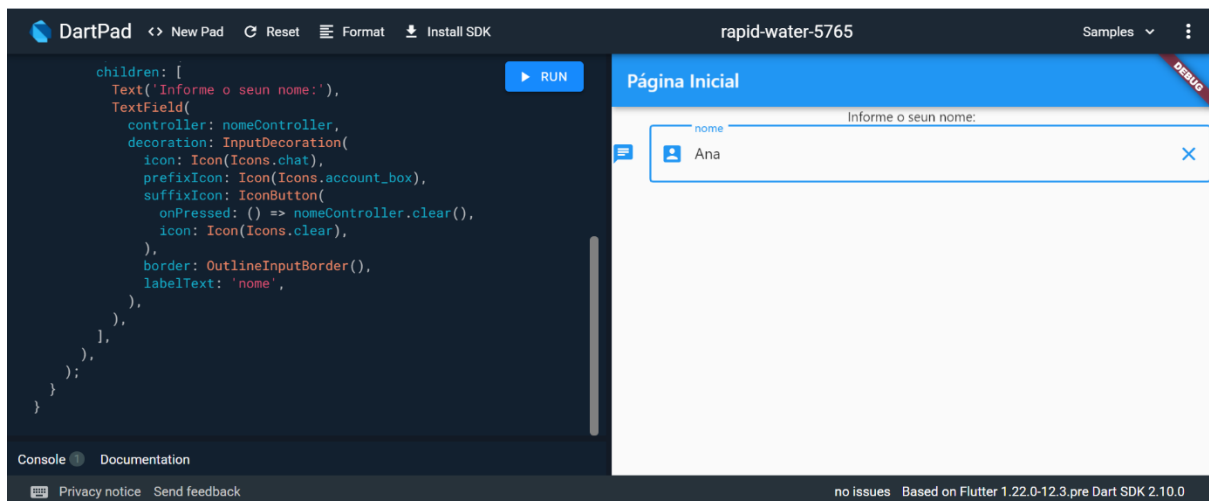 DartPad <> New Pad Reset Format Install SDK rapid-water-5765 Samples
children: [
Text('Informe o seun nome:'),
TextField(
controller: nomeController,
decoration: InputDecoration(
icon: Icon(Icons.chat),
prefixIcon: Icon(Icons.account_box),
suffixIcon: IconButton(
onPressed: () => nomeController.clear(),
icon: Icon(Icons.clear),
),
border: OutlineInputBorder(),
labelText: 'nome',
),
),
],
),
);
}
}
RUN
Página Inicial
DEBUG
Informe o seun nome:
nome
Ana
Console 1 Documentation
Privacy notice Send feedback
no issues Based on Flutter 1.22.0-12.3.pre Dart SDK 2.10.0